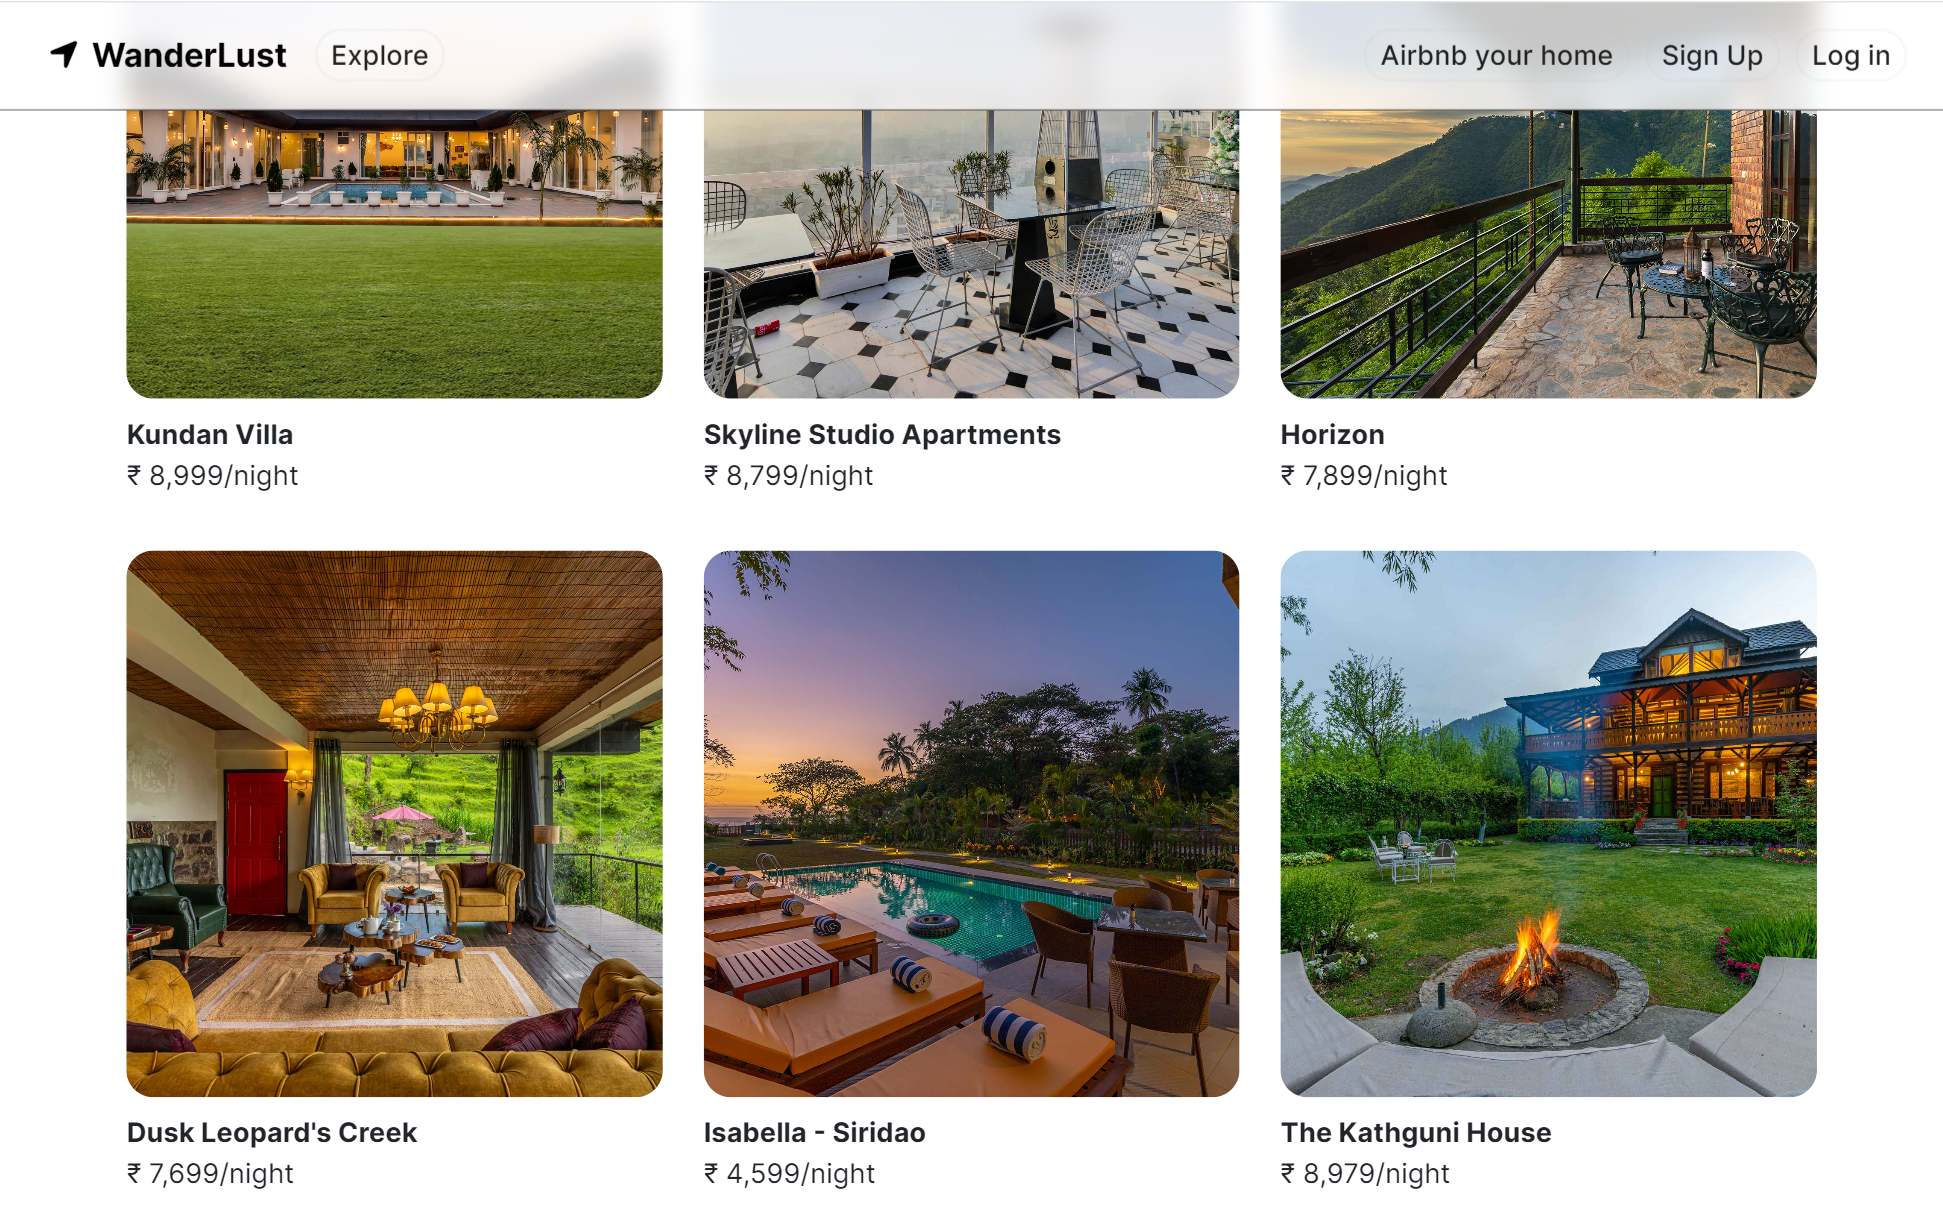 WanderLust Explore Airbnb your home Sign Up Log in
Kundan Villa
₹ 8,999/night
Skyline Studio Apartments
₹ 8,799/night
Horizon
₹ 7,899/night
Dusk Leopard's Creek
₹ 7,699/night
Isabella - Siridao
₹ 4,599/night
The Kathguni House
₹ 8,979/night